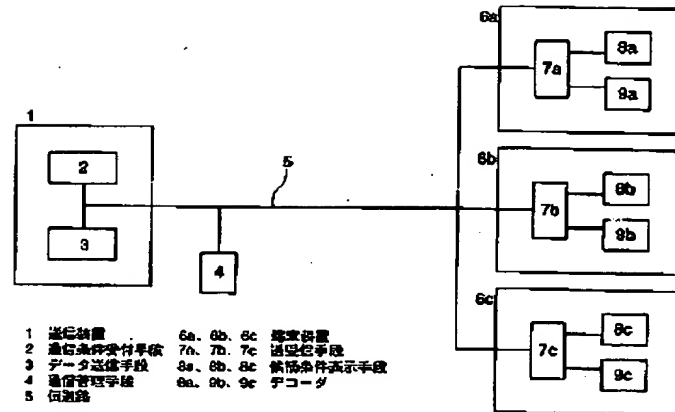 6a
8a
7a
9a
1
2
3
5
4
6b
8b
7b
9b
6c
8c
7c
9c
1 送信装置 6a、6b、6c 端末装置
2 通信条件受付手段 7a、7b、7c 送受信手段
3 データ送信手段 8a、8b、8c 候補条件表示手段
4 通信管理手段 9a、9b、9c デコーダ
5 伝送路